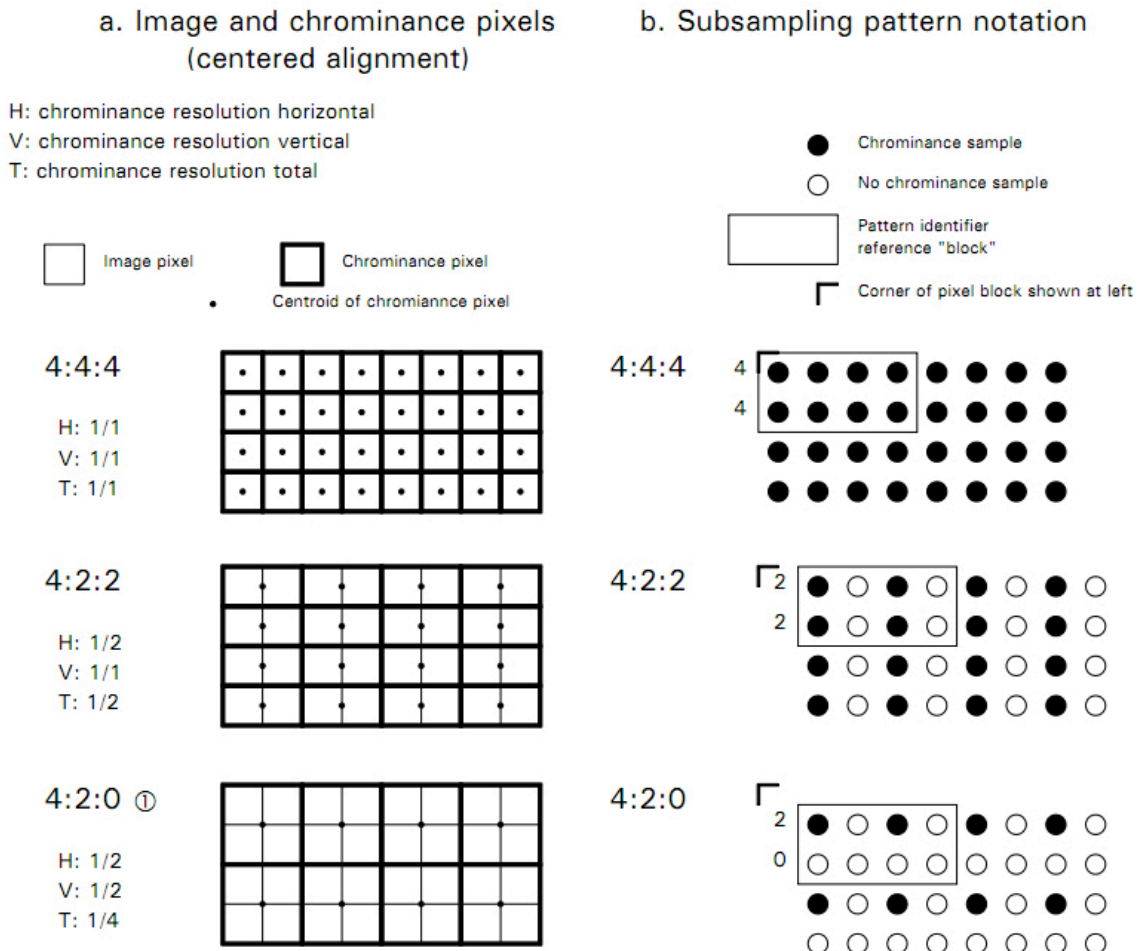 a. Image and chrominance pixels
(centered alignment)
b. Subsampling pattern notation
H: chrominance resolution horizontal
V: chrominance resolution vertical
T: chrominance resolution total
Chrominance sample
No chrominance sample
Pattern identifier
reference "block"
Corner of pixel block shown at left
Image pixel
Chrominance pixel
Centroid of chromiannce pixel
4:4:4
H: 1/1
V: 1/1
T: 1/1
4:4:4
4
4
4:2:2
H: 1/2
V: 1/1
T: 1/2
4:2:2
2
2
4:2:0 ①
H: 1/2
V: 1/2
T: 1/4
4:2:0
2
0